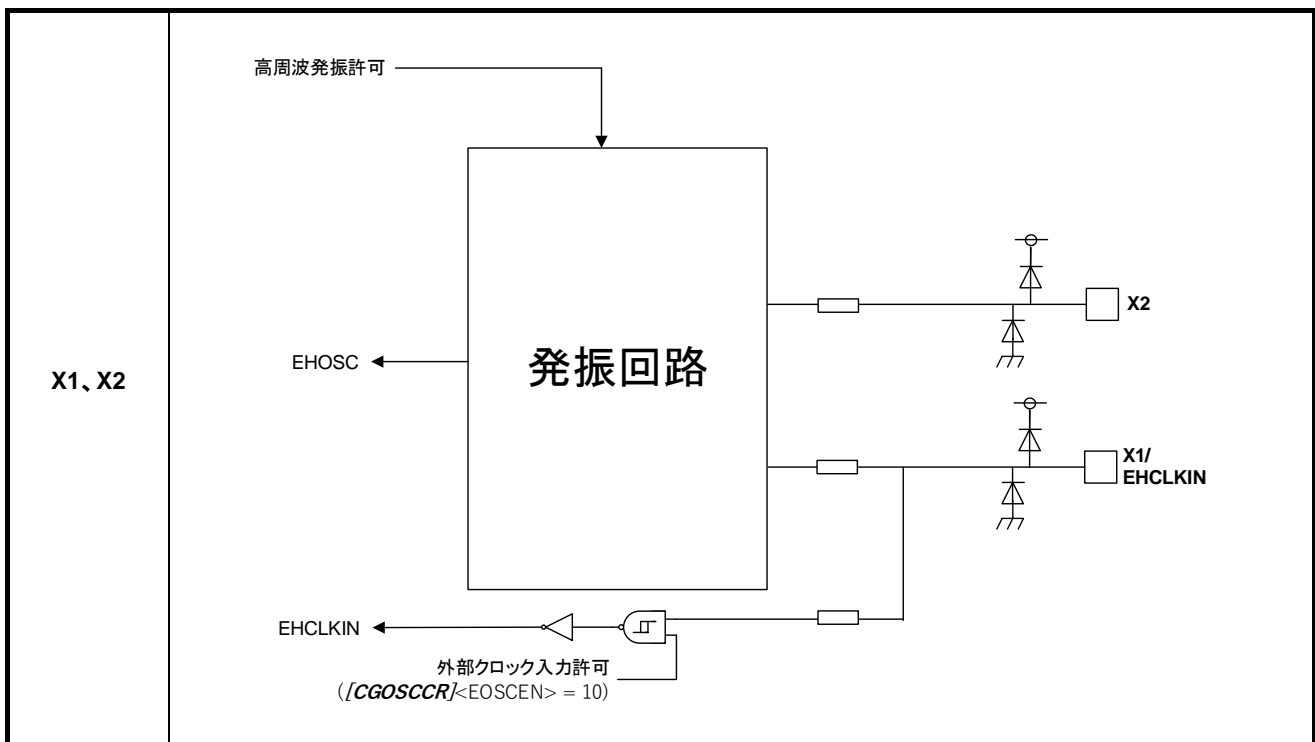 高周波発振許可
X2
EHOSC
発振回路
X1、X2
X1/
EHCLKIN
EHCLKIN
外部クロック入力許可
([CGOSCCR]<EOSCEN> = 10)